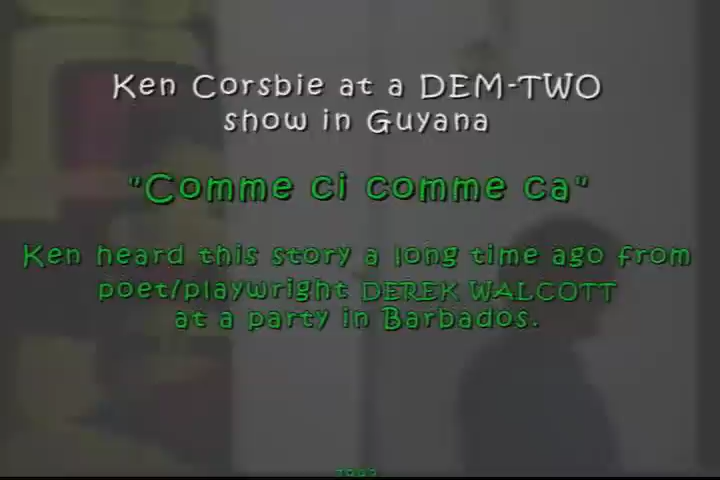 Ken Corsbie at a DEM-TWO
show in Guyana
"Comme ci comme ca"
Ken heard this story a long time ago from
poet/playwright DEREK WALCOTT
at a party in Barbados.